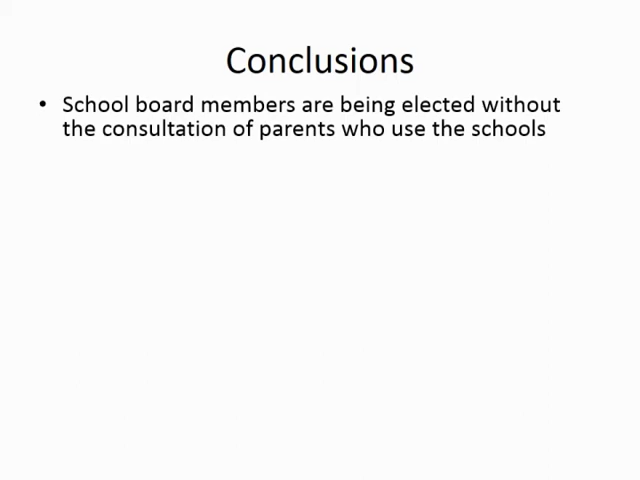 Conclusions
• School board members are being elected without
the consultation of parents who use the schools